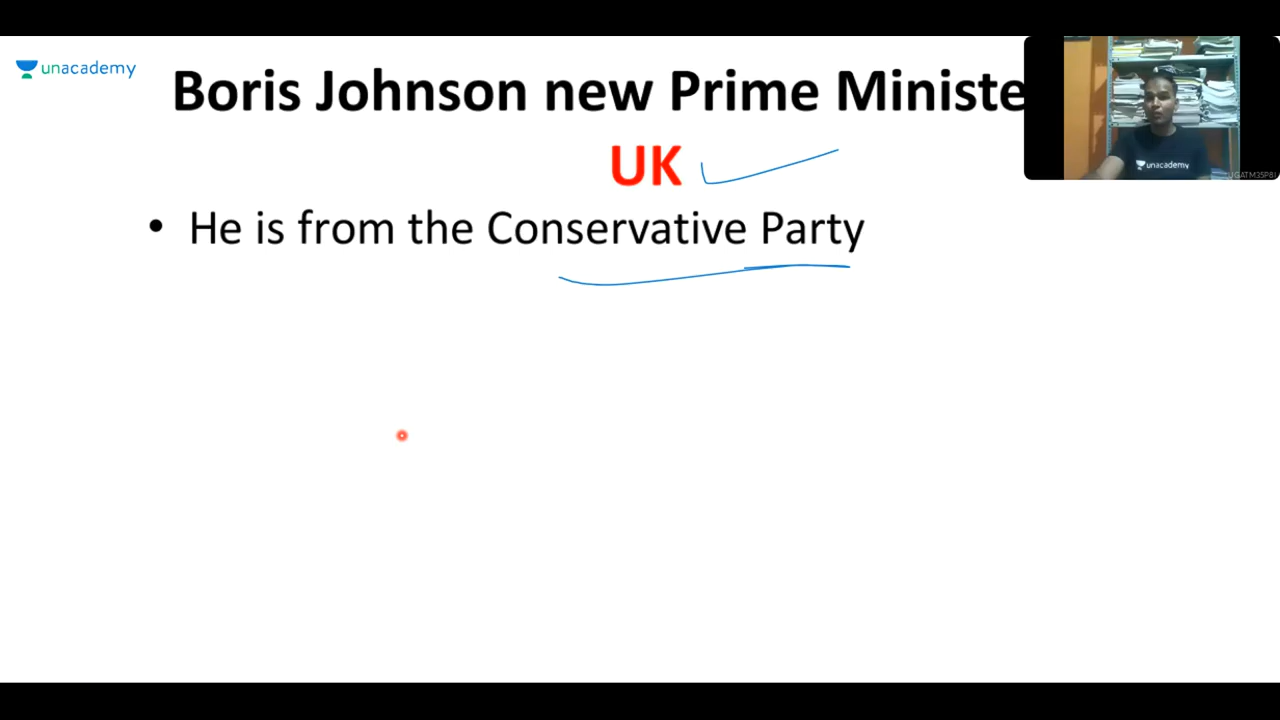 unacademy
Boris Johnson new Prime Ministe
UK
unacademy
• He is from the Conservative Party